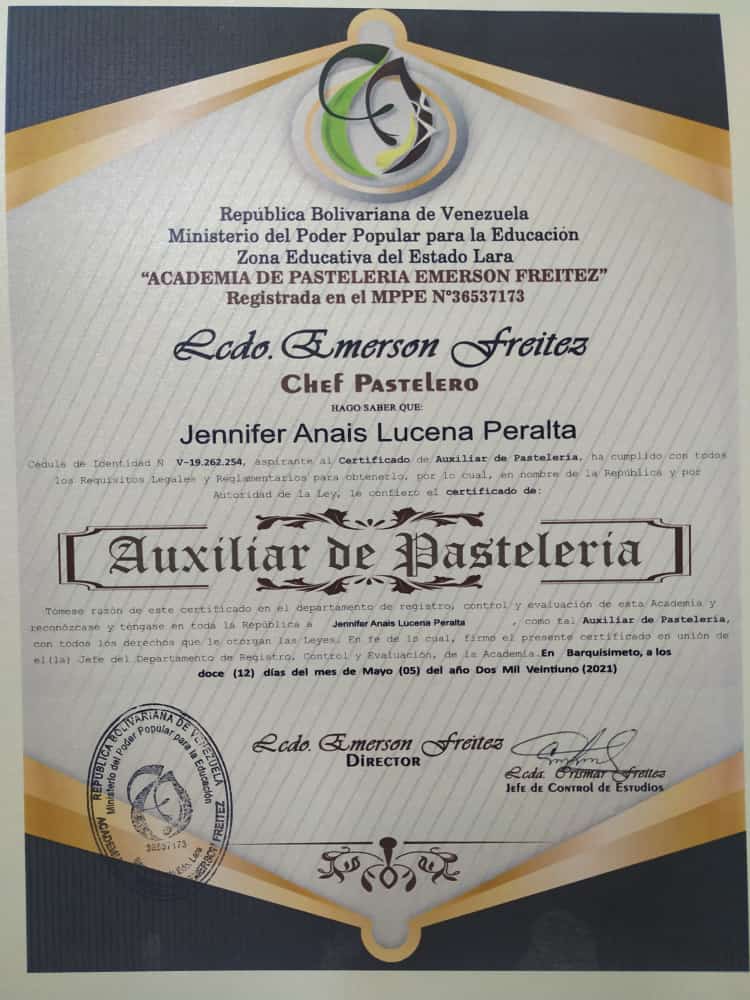 República Bolivariana de Venezuela
Ministerio del Poder Popular para la Educación
Zona Educativa del Estado Lara
“ACADEMIA DE PASTELERIA EMERSON FREITEZ”
Registrada en el MPPE N°36537173
Lcdo. Emerson Freitez
Chef Pastelero
HAGO SABER QUE:
Jennifer Anais Lucena Peralta
Cédula de Identidad N V-19.262.254, aspirante al Certificado de Auxiliar de Pastelería, ha cumplido con todos
los Requisitos Legales y Reglamentarios para obtenerlo, por lo cual, en nombre de la República y por
Autoridad de la Ley, le confiero el certificado de:
Auxiliar de Pastelería
Tómese razón de este certificado en el departamento de registro, control y evaluación de esta Academia y
reconózcase y téngase en toda la República a Jennifer Anais Lucena Peralta , como tal Auxiliar de Pastelería,
con todos los derechos que le otorgan las Leyes. En fe de lo cual, firmo el presente certificado en unión de
el(la) Jefe del Departamento de Registro, Control y Evaluación, de la Academia. En Barquisimeto, a los
doce (12) días del mes de Mayo (05) del año Dos Mil Veintiuno (2021)
Lcdo. Emerson Freitez
Director
Lcda. Crismar Freitez
Jefe de Control de Estudios
REPÚBLICA BOLIVARIANA DE VENEZUELA
Ministerio del Poder Popular para la Educación
36537173
Edo. Lara
FREITEZ